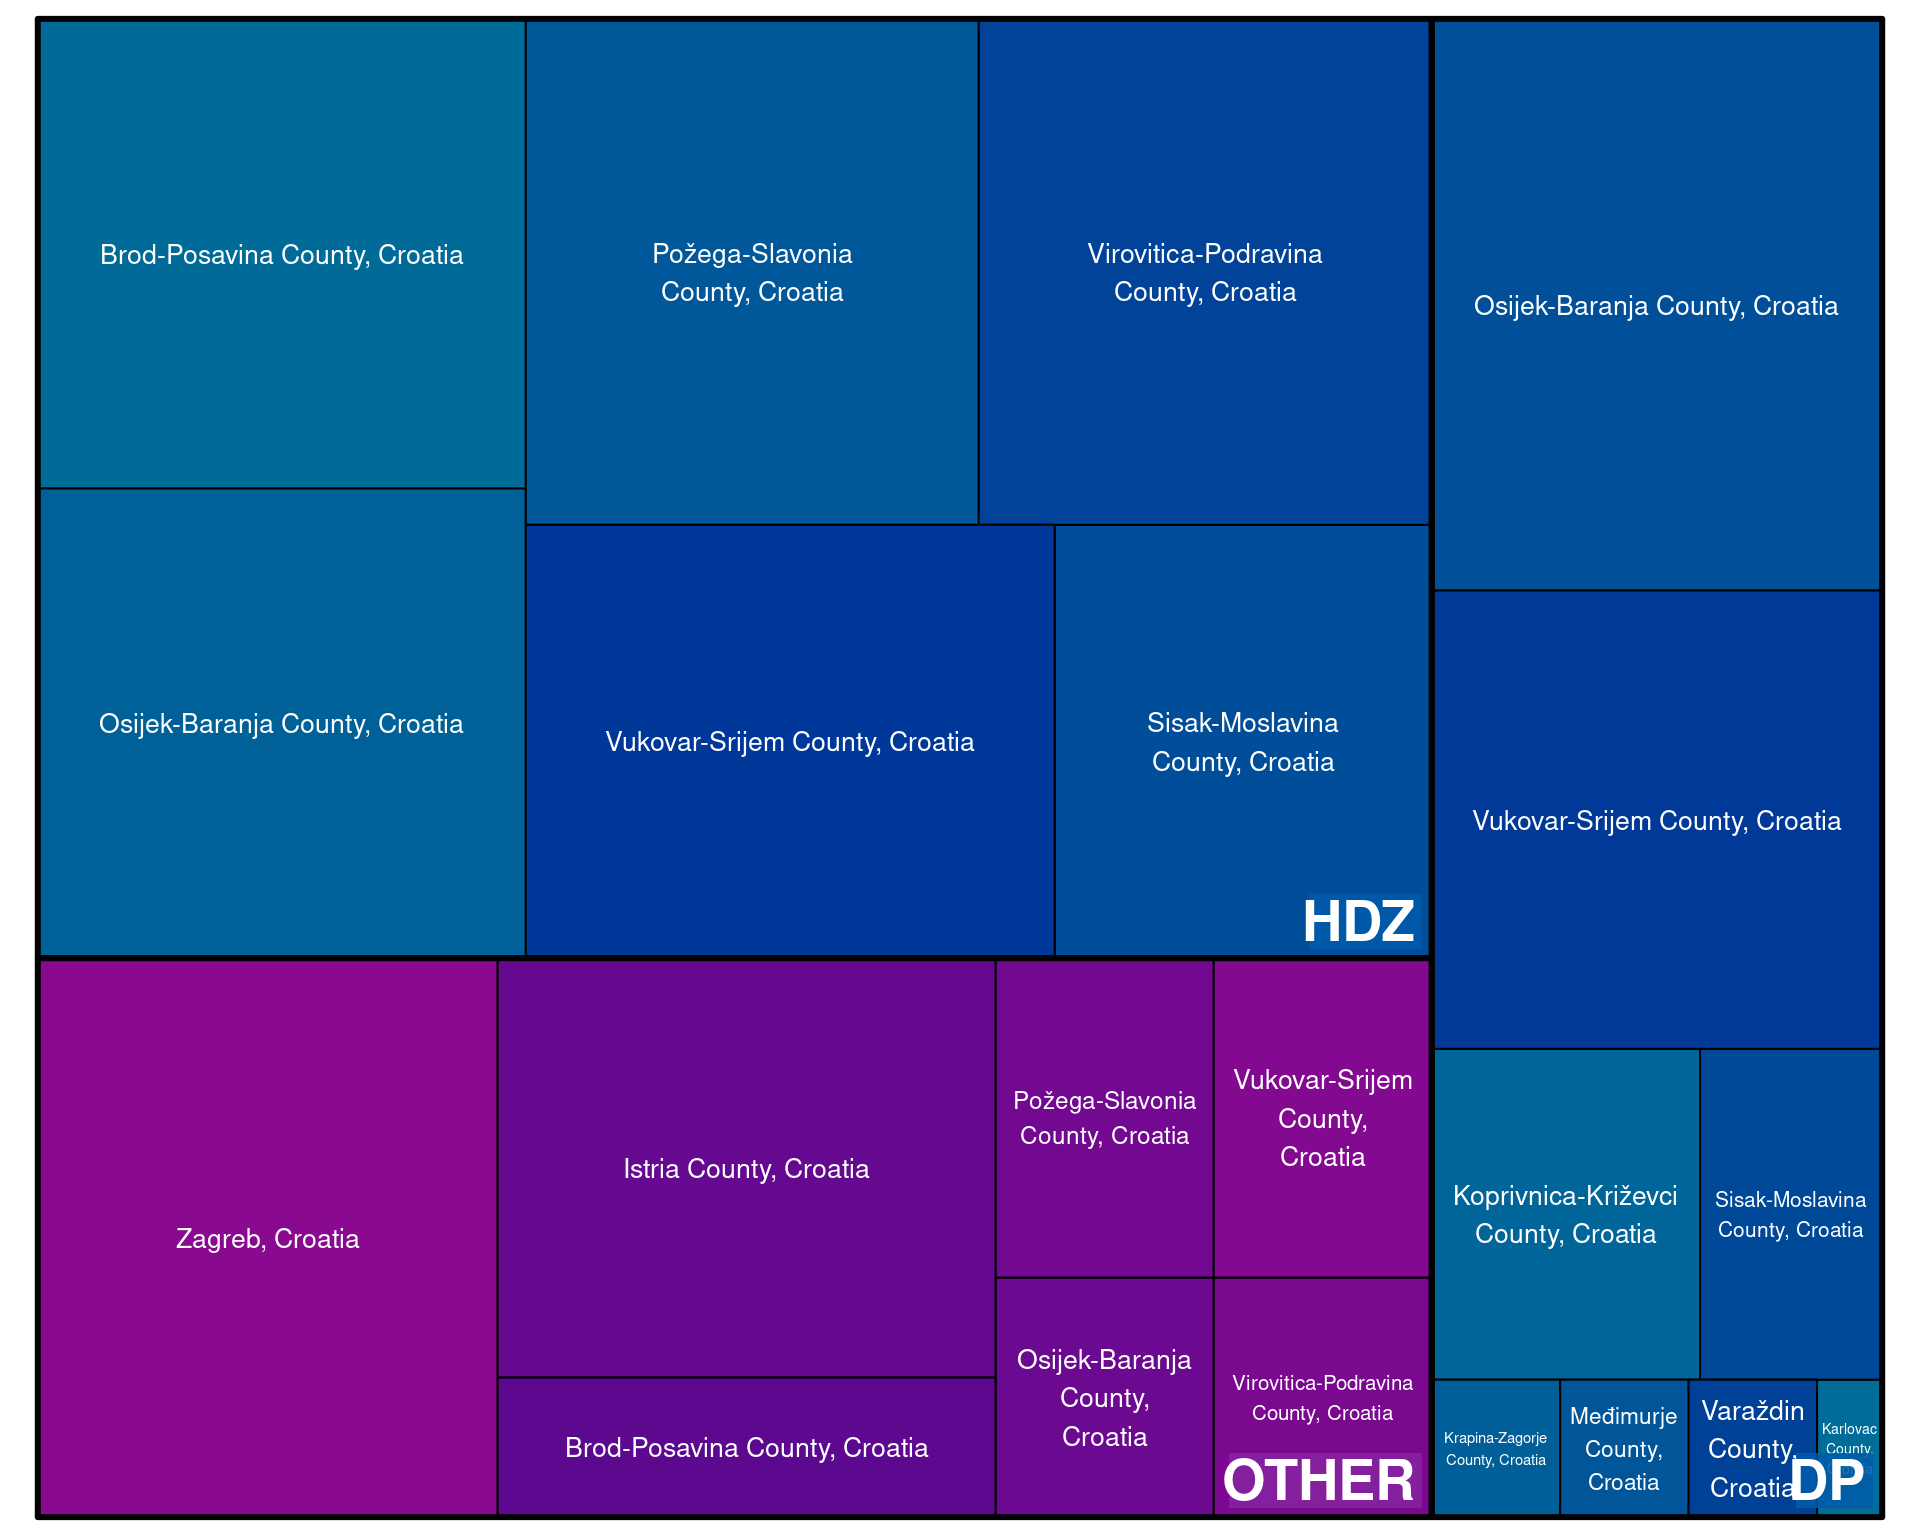 Brod-Posavina County, Croatia
Požega-Slavonia
County, Croatia
Virovitica-Podravina
County, Croatia
Osijek-Baranja County, Croatia
Vukovar-Srijem County, Croatia
Sisak-Moslavina
County, Croatia
HDZ
Osijek-Baranja County, Croatia
Vukovar-Srijem County, Croatia
Koprivnica-Križevci
County, Croatia
Sisak-Moslavina
County, Croatia
Krapina-Zagorje
County, Croatia
Međimurje
County,
Croatia
Varaždin
County,
Croatia
Karlovac
County,
DP
Zagreb, Croatia
Istria County, Croatia
Brod-Posavina County, Croatia
Požega-Slavonia
County, Croatia
Vukovar-Srijem
County,
Croatia
Osijek-Baranja
County,
Croatia
Virovitica-Podravina
County, Croatia
OTHER